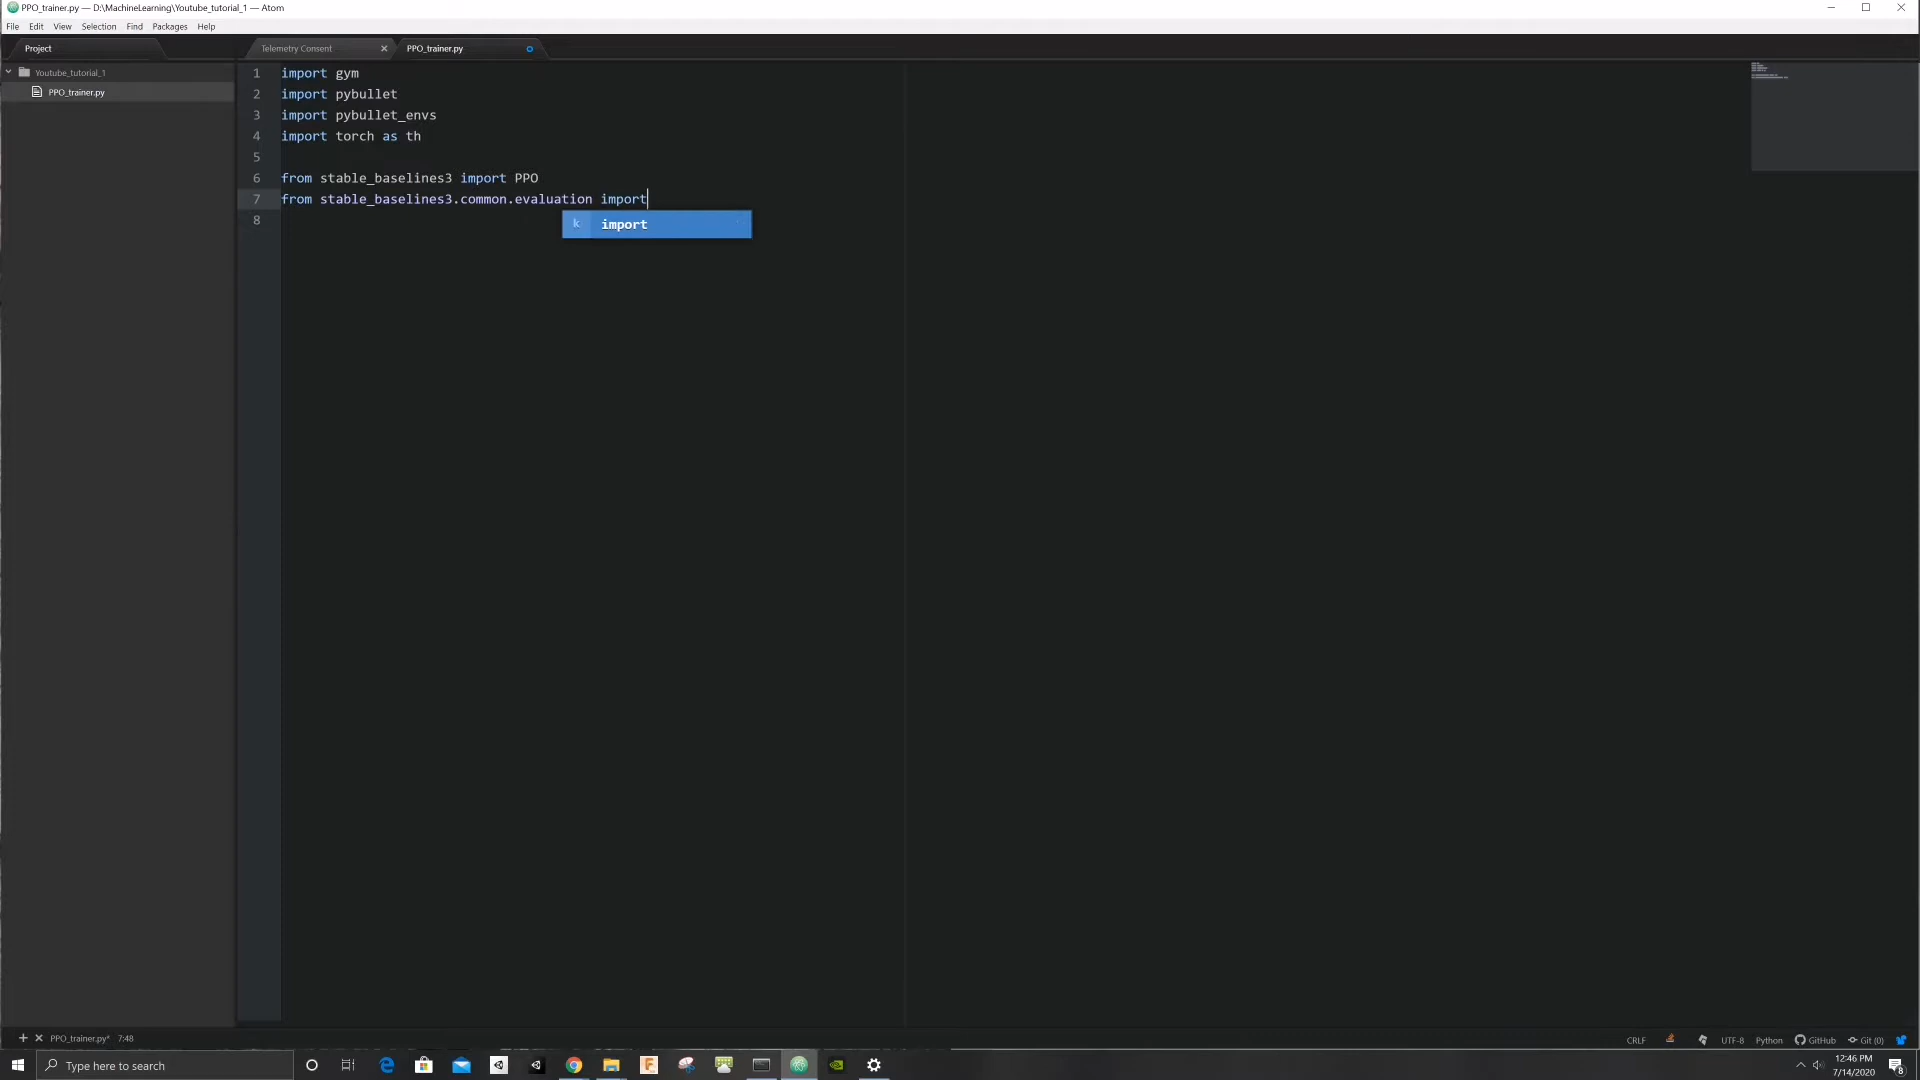 PPO_trainer.py — D:\MachineLearning\Youtube_tutorial_1 — Atom
File Edit View Selection Find Packages Help
Project
Telemetry Consent
PPO_trainer.py
Youtube_tutorial_1
PPO_trainer.py
1 import gym
2 import pybullet
3 import pybullet_envs
4 import torch as th
5
6 from stable_baselines3 import PPO
7 from stable_baselines3.common.evaluation import
k import
8
PPO_trainer.py* 7:48
CRLF UTF-8 Python GitHub Git (0)
Type here to search
12:46 PM
7/14/2020